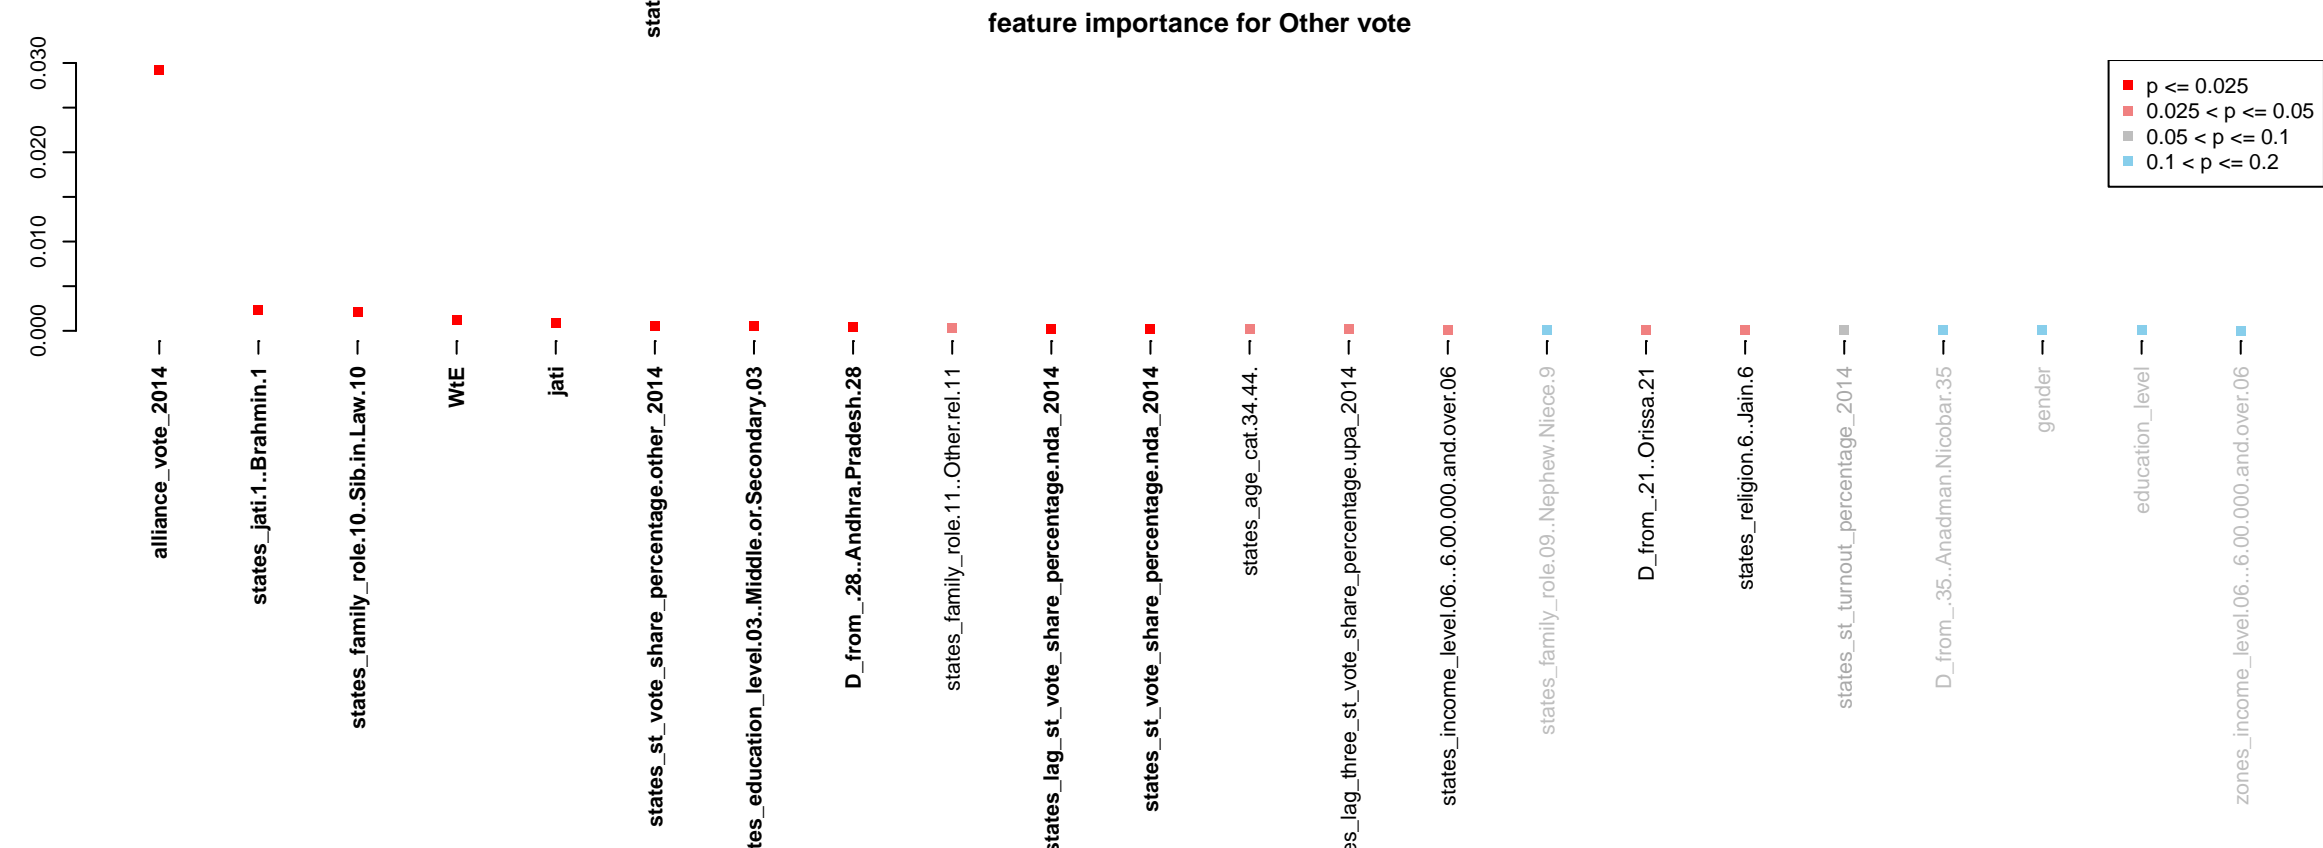 stat
feature importance for Other vote
0.030
0.020
0.010
0.000
p <= 0.025
0.025 < p <= 0.05
0.05 < p <= 0.1
0.1 < p <= 0.2
alliance_vote_2014
states_jati.1..Brahmin.1
states_family_role.10..Sib.in.Law.10
WtE
jati
states_st_vote_share_percentage.other_2014
tes_education_level.03..Middle.or.Secondary.03
D_from_.28..Andhra.Pradesh.28
states_family_role.11..Other.rel.11
states_lag_st_vote_share_percentage.nda_2014
states_st_vote_share_percentage.nda_2014
states_age_cat.34.44.
es_lag_three_st_vote_share_percentage.upa_2014
states_income_level.06...6.00.000.and.over.06
states_family_role.09..Nephew.Niece.9
D_from_.21..Orissa.21
states_religion.6..Jain.6
states_st_turnout_percentage_2014
D_from_.35..Anadman.Nicobar.35
gender
education_level
zones_income_level.06...6.00.000.and.over.06